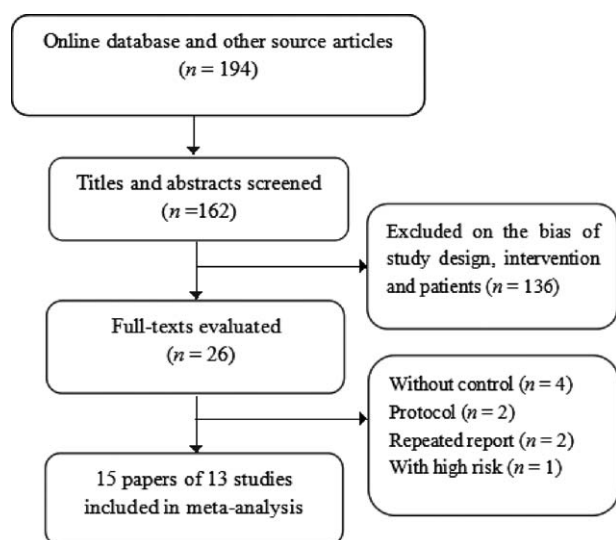 Online database and other source articles
(n = 194)
Titles and abstracts screened
(n =162)
Excluded on the bias of
study design, intervention
and patients (n = 136)
Full-texts evaluated
(n = 26)
Without control (n = 4)
Protocol (n = 2)
Repeated report (n = 2)
With high risk (n = 1)
15 papers of 13 studies
included in meta-analysis